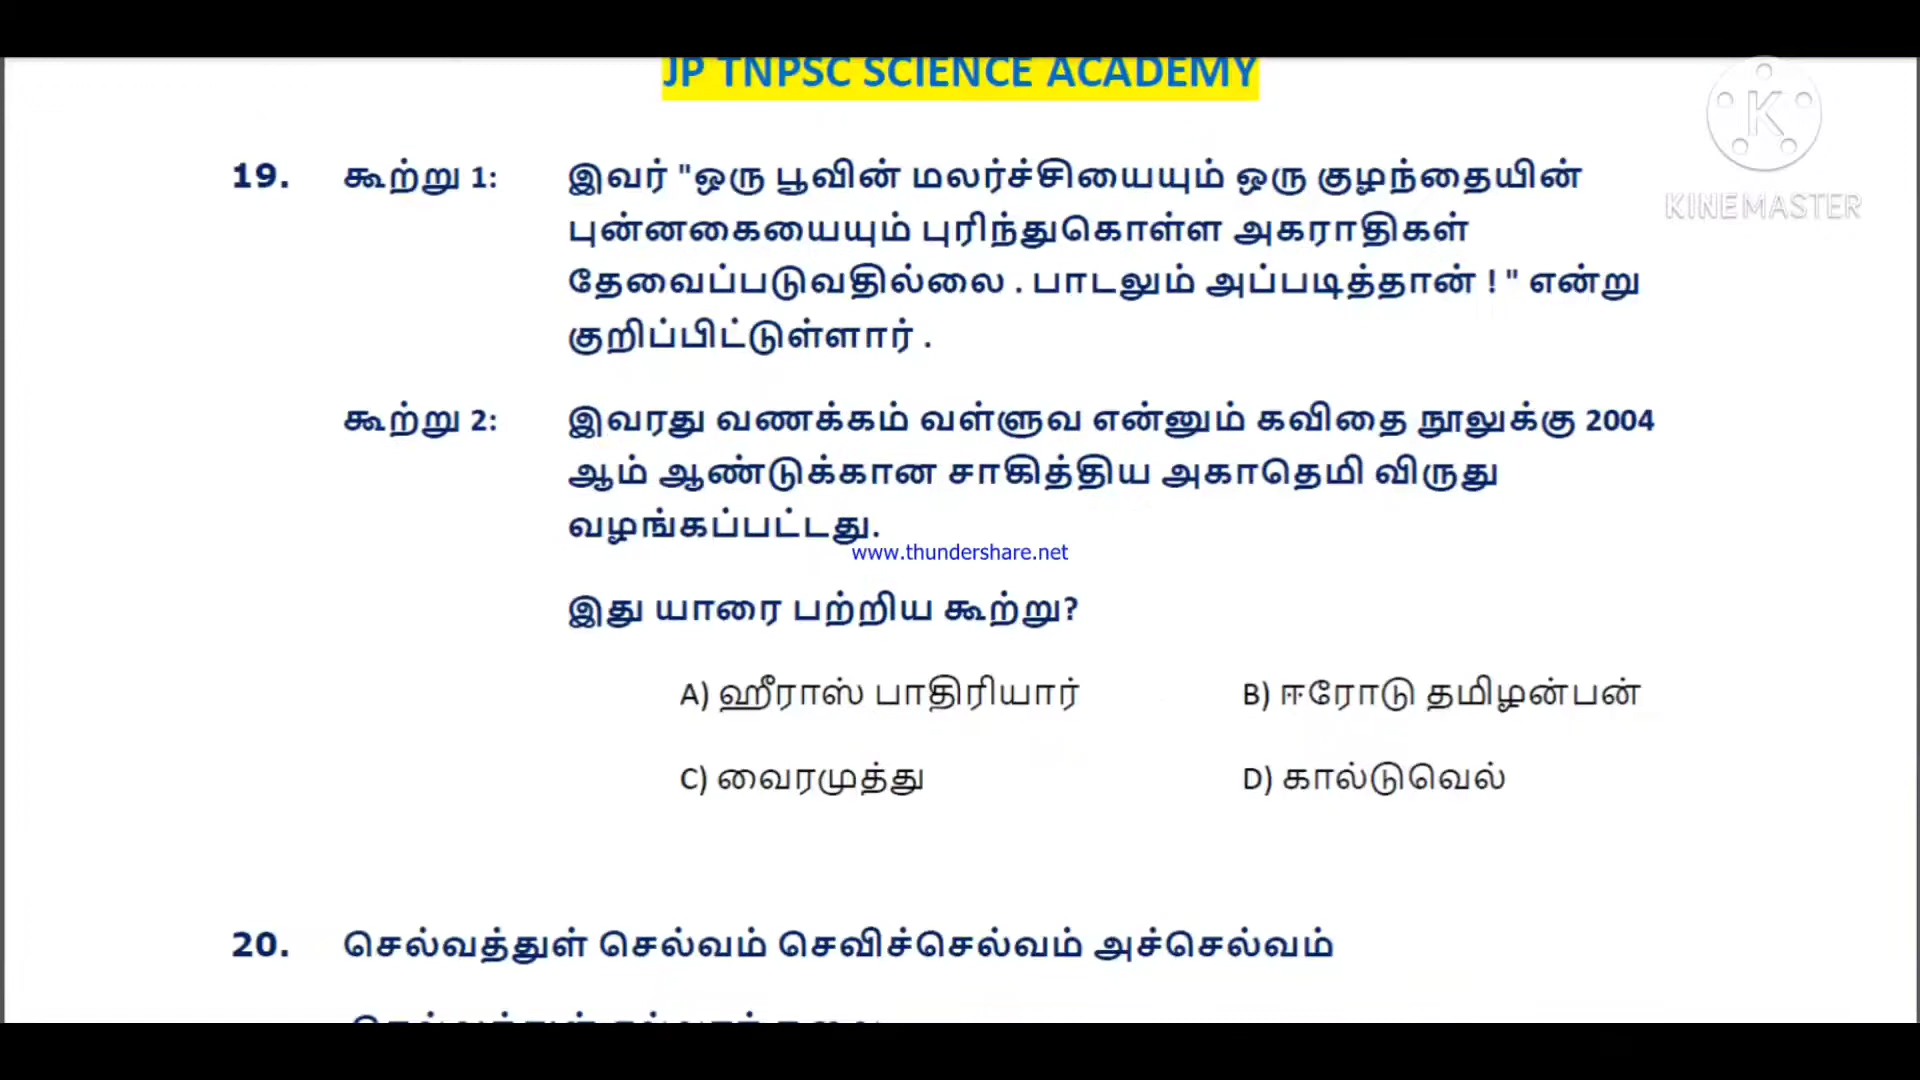 JP TNPSC SCIENCE ACADEMY
KINEMASTER
19. கூற்று 1: இவர் "ஒரு பூவின் மலர்ச்சியையும் ஒரு குழந்தையின்
புன்னகையையும் புரிந்துகொள்ள அகராதிகள்
தேவைப்படுவதில்லை . பாடலும் அப்படித்தான் ! " என்று
குறிப்பிட்டுள்ளார் .
கூற்று 2: இவரது வணக்கம் வள்ளுவ என்னும் கவிதை நூலுக்கு 2004
ஆம் ஆண்டுக்கான சாகித்திய அகாதெமி விருது
வழங்கப்பட்டது.
www.thundershare.net
இது யாரை பற்றிய கூற்று?
A) ஹீராஸ் பாதிரியார் B) ஈரோடு தமிழன்பன்
C) வைரமுத்து D) கால்டுவெல்
20. செல்வத்துள் செல்வம் செவிச்செல்வம் அச்செல்வம்